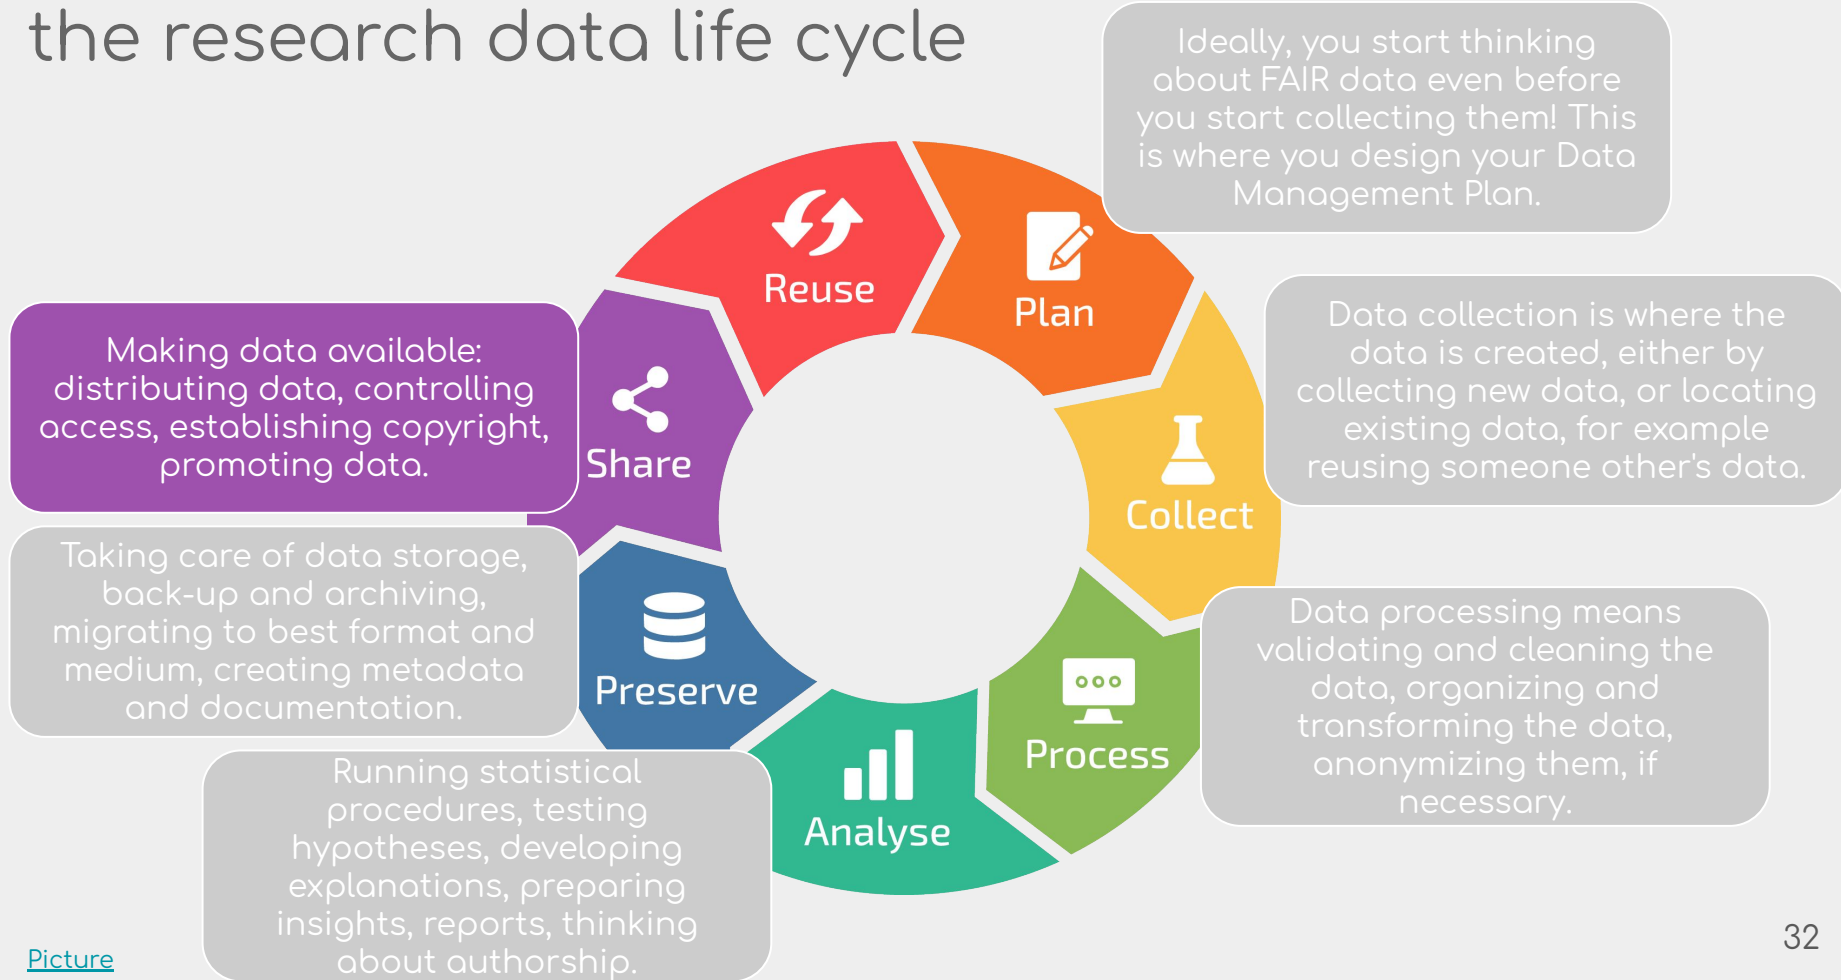 the research data life cycle
Ideally, you start thinking
about FAIR data even before
you start collecting them! This
is where you design your Data
Management Plan.
Reuse
Plan
Data collection is where the
data is created, either by
collecting new data, or locating
existing data, for example
reusing someone other's data.
Making data available:
distributing data, controlling
access, establishing copyright,
promoting data.
Share
Collect
Taking care of data storage,
back-up and archiving,
migrating to best format and
medium, creating metadata
and documentation.
Preserve
Data processing means
validating and cleaning the
data, organizing and
transforming the data,
anonymizing them, if
necessary.
Process
Running statistical
procedures, testing
hypotheses, developing
explanations, preparing
insights, reports, thinking
about authorship.
Analyse
Picture
32